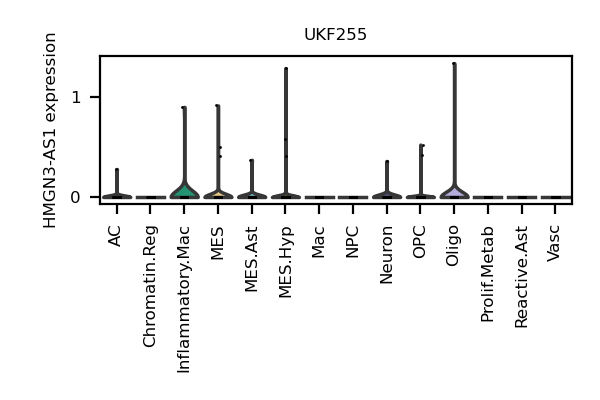 UKF255
HMGN3-AS1 expression
1
0
AC
Chromatin.Reg
Inflammatory.Mac
MES
MES.Ast
MES.Hyp
Mac
NPC
Neuron
OPC
Oligo
Prolif.Metab
Reactive.Ast
Vasc